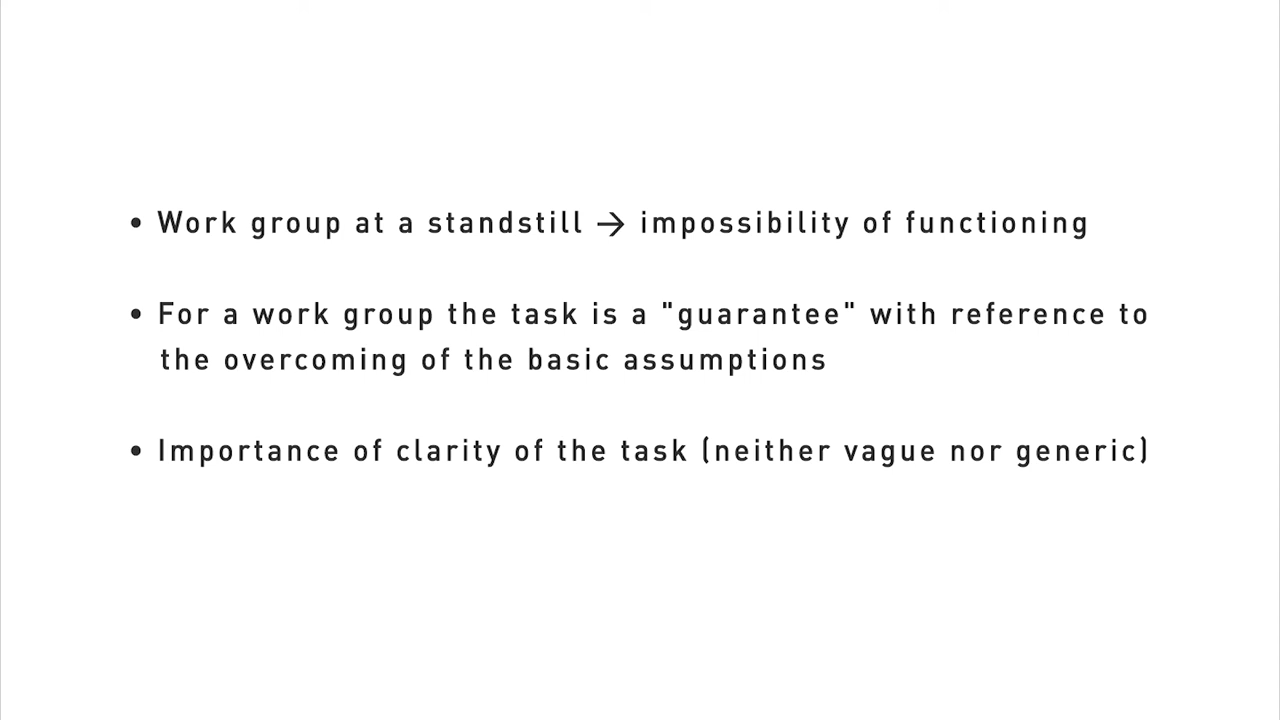 • Work group at a standstill → impossibility of functioning
• For a work group the task is a "guarantee" with reference to
the overcoming of the basic assumptions
• Importance of clarity of the task (neither vague nor generic)